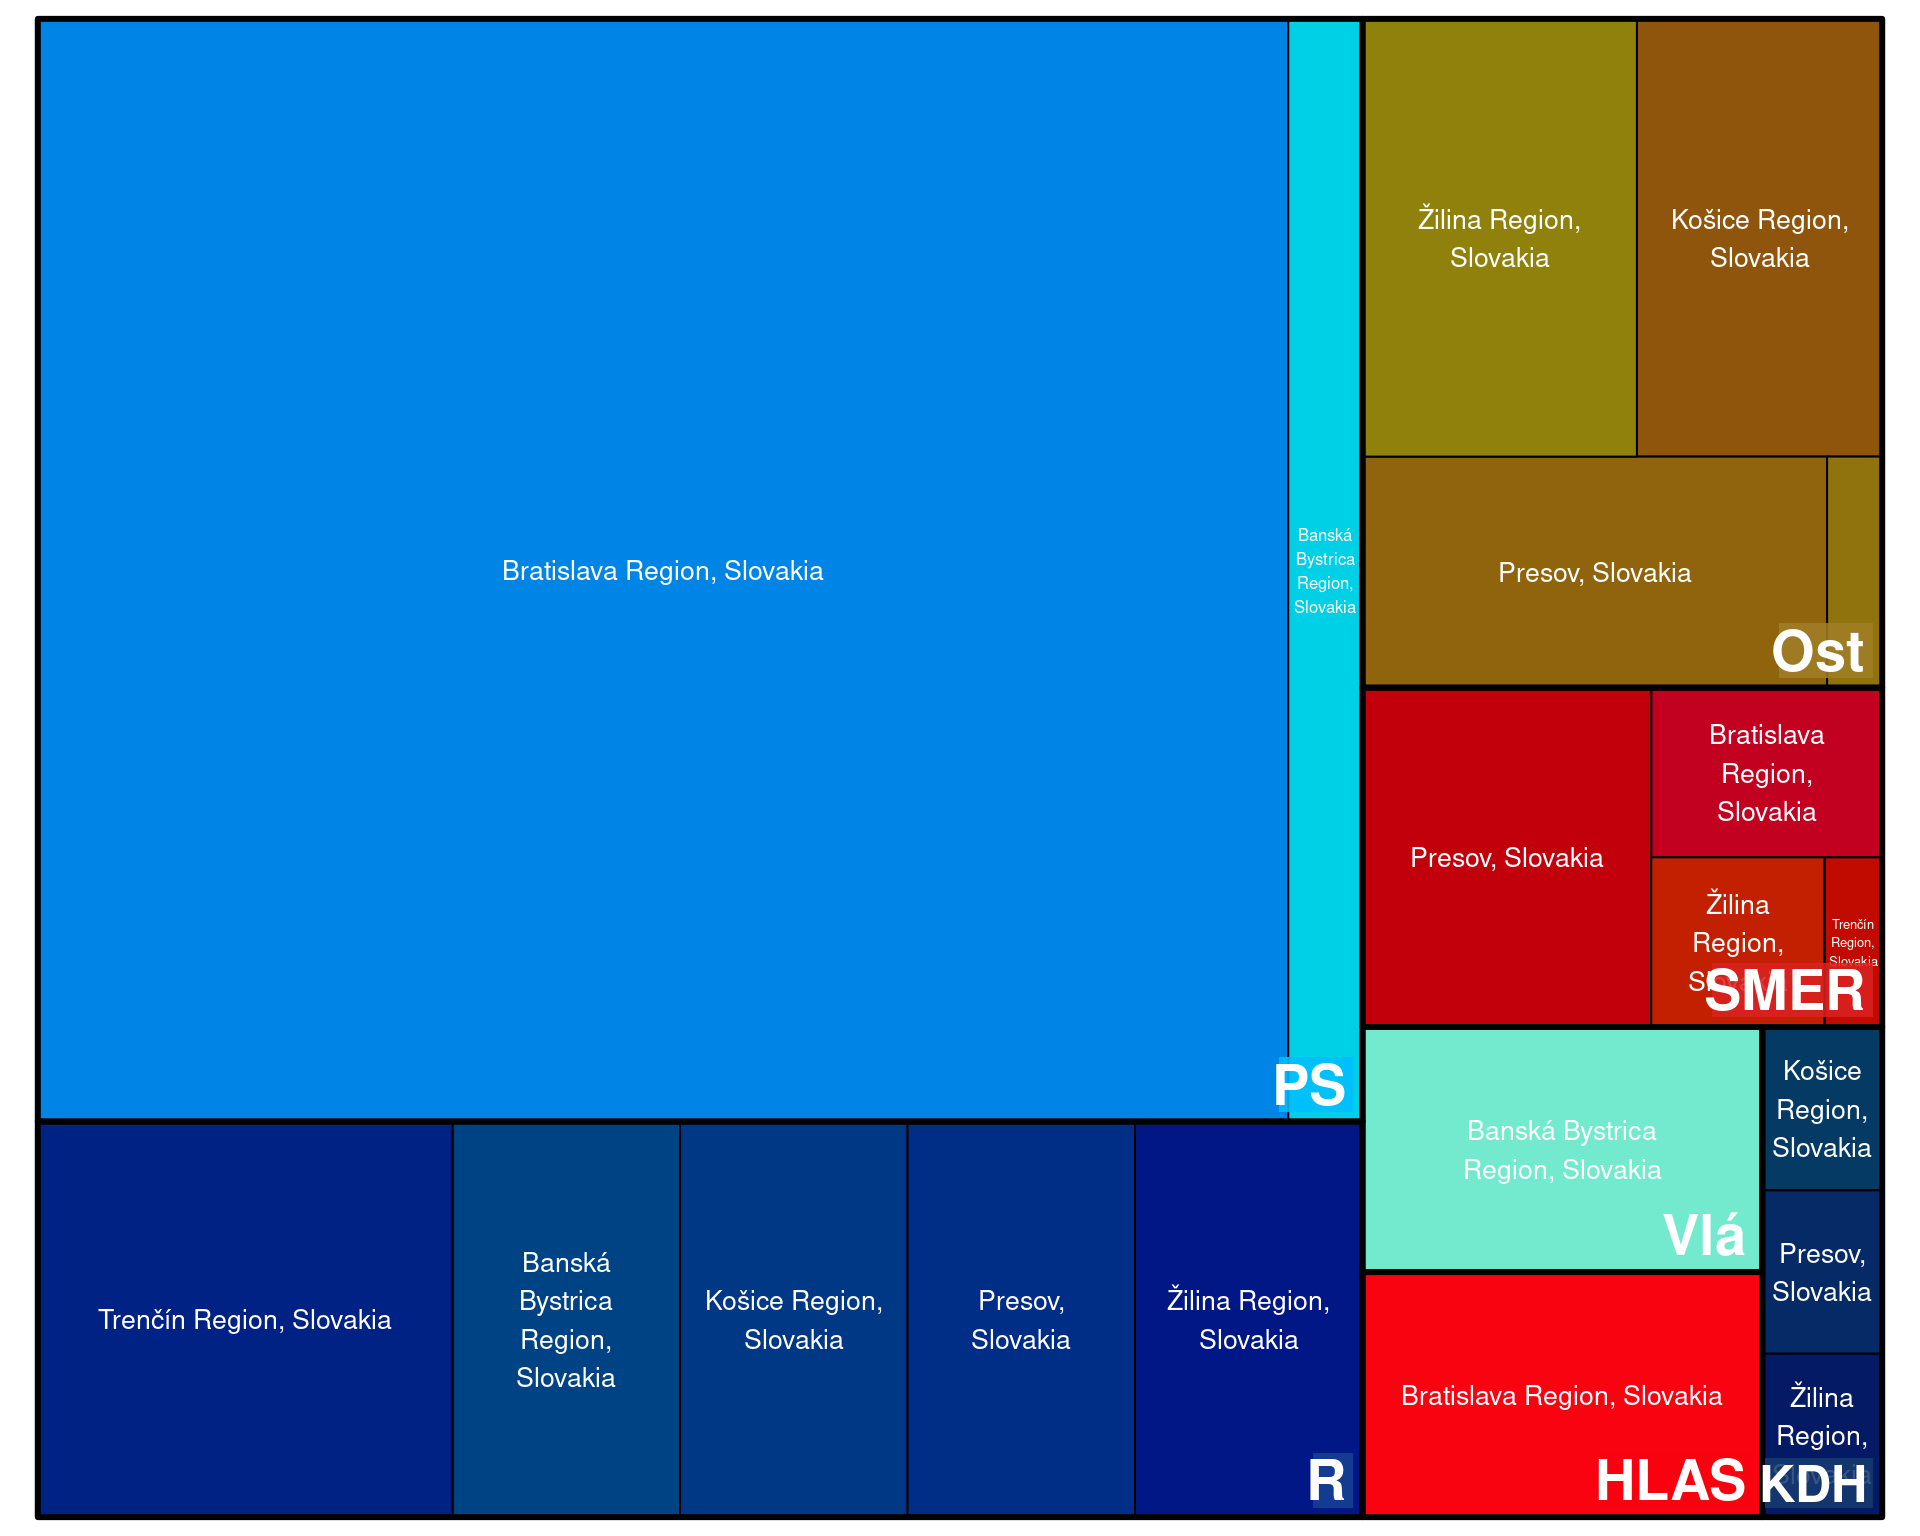 Bratislava Region, Slovakia
Banská
Bystrica
Region,
Slovakia
PS
Žilina Region,
Slovakia
Košice Region,
Slovakia
Presov, Slovakia
Ost
Presov, Slovakia
Bratislava
Region,
Slovakia
Žilina
Region,
Trenčín
Region,
Slovakia
SMER
Trenčín Region, Slovakia
Banská
Bystrica
Region,
Slovakia
Košice Region,
Slovakia
Presov,
Slovakia
Žilina Region,
Slovakia
R
Banská Bystrica
Region, Slovakia
Vlá
Bratislava Region, Slovakia
HLAS
Košice
Region,
Slovakia
Presov,
Slovakia
Žilina
Region,
Slovakia
KDH